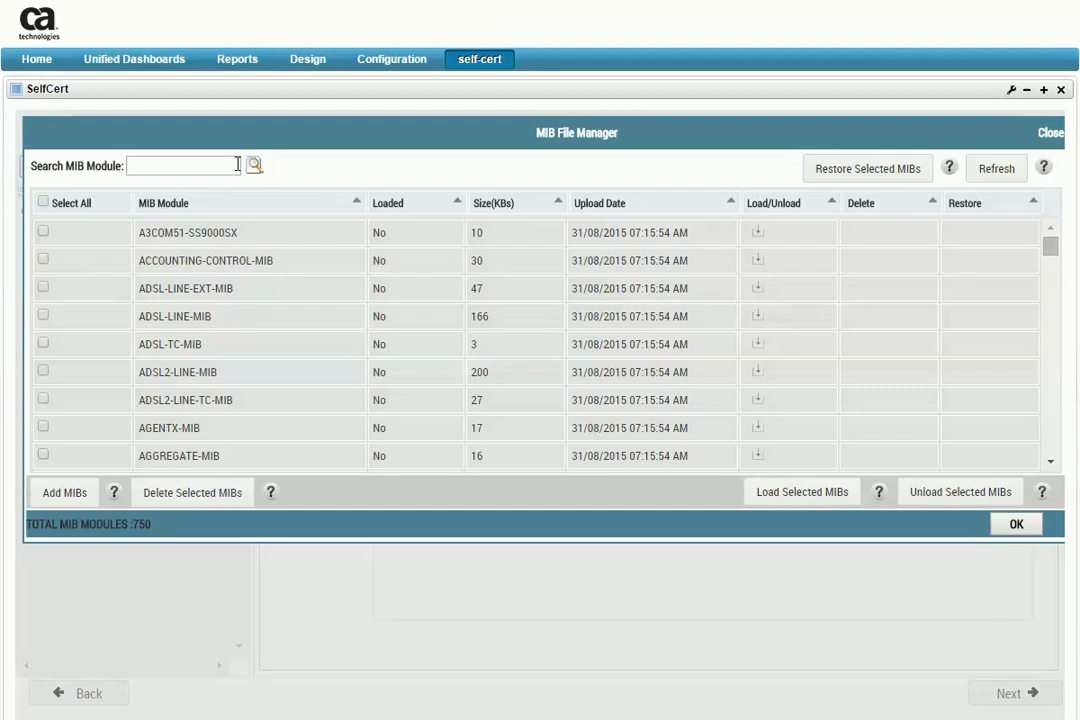 ca
technologies
Home Unified Dashboards Reports Design Configuration self-cert
SelfCert
MIB File Manager Close
Search MIB Module: Restore Selected MIBs ? Refresh ?
Select All MIB Module Loaded Size(KBs) Upload Date Load/Unload Delete Restore
A3COM51-SS9000SX No 10 31/08/2015 07:15:54 AM
ACCOUNTING-CONTROL-MIB No 30 31/08/2015 07:15:54 AM
ADSL-LINE-EXT-MIB No 47 31/08/2015 07:15:54 AM
ADSL-LINE-MIB No 166 31/08/2015 07:15:54 AM
ADSL-TC-MIB No 3 31/08/2015 07:15:54 AM
ADSL2-LINE-MIB No 200 31/08/2015 07:15:54 AM
ADSL2-LINE-TC-MIB No 27 31/08/2015 07:15:54 AM
AGENTX-MIB No 17 31/08/2015 07:15:54 AM
AGGREGATE-MIB No 16 31/08/2015 07:15:54 AM
Add MIBs ? Delete Selected MIBs ? Load Selected MIBs ? Unload Selected MIBs ?
TOTAL MIB MODULES :750 OK
Back Next